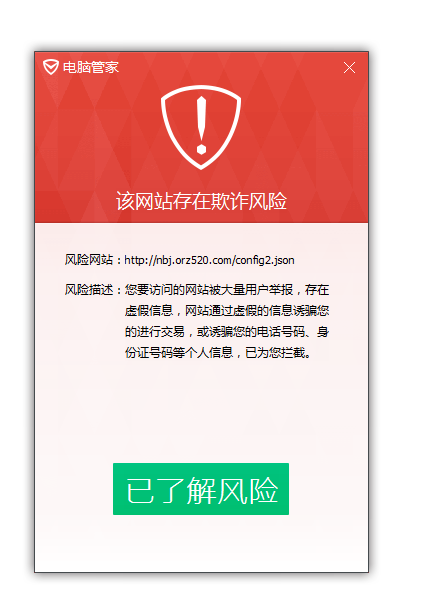 电脑管家
该网站存在欺诈风险
风险网站：http://nbj.orz520.com/config2.json
风险描述：您要访问的网站被大量用户举报，存在
虚假信息，网站通过虚假的信息诱骗您
的进行交易，或诱骗您的电话号码、身
份证号码等个人信息，已为您拦截。
已了解风险